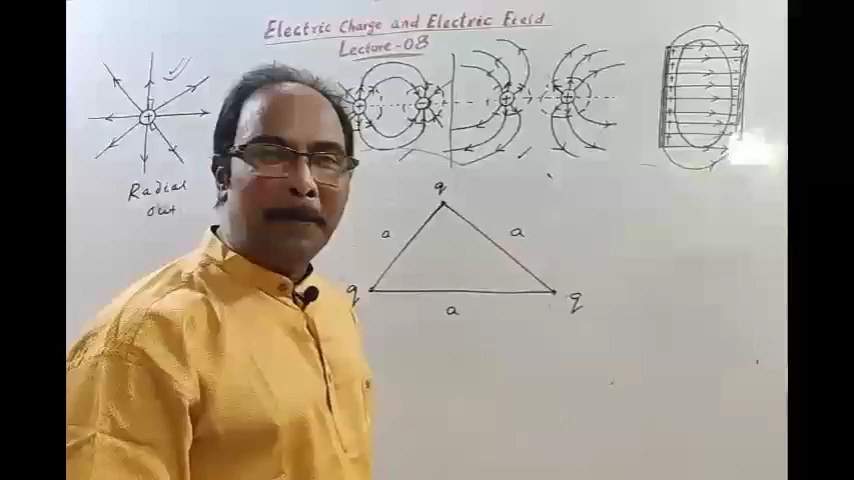 Electric Charge and Electric Field
Lecture-08
+
+
-
+
+
Radial
out
q
a
a
q
q
a